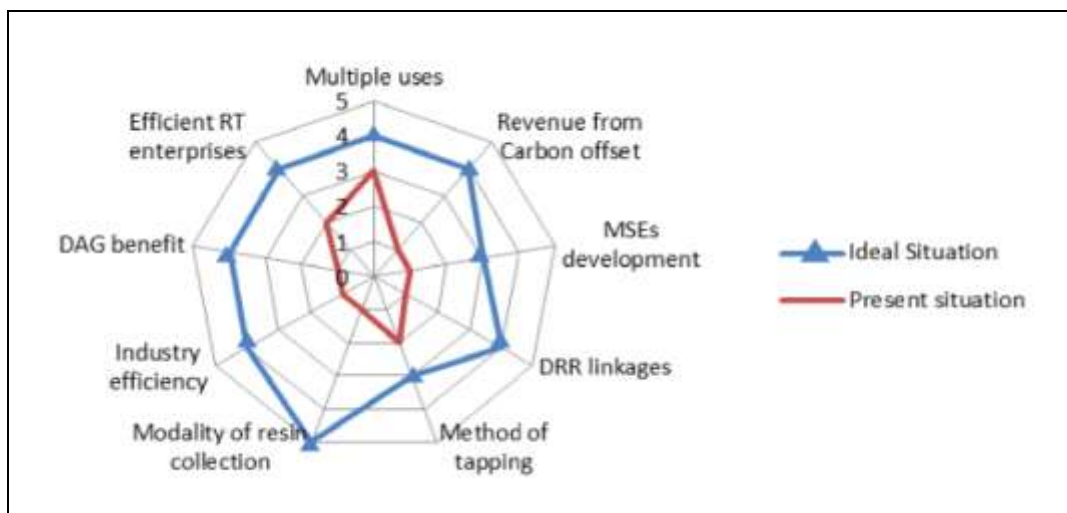 Multiple uses
5
4
3
2
1
0
Revenue from
Carbon offset
MSEs
development
DRR linkages
Method of
tapping
Modality of resin
collection
Industry
efficiency
DAG benefit
Efficient RT
enterprises
Ideal Situation
Present situation